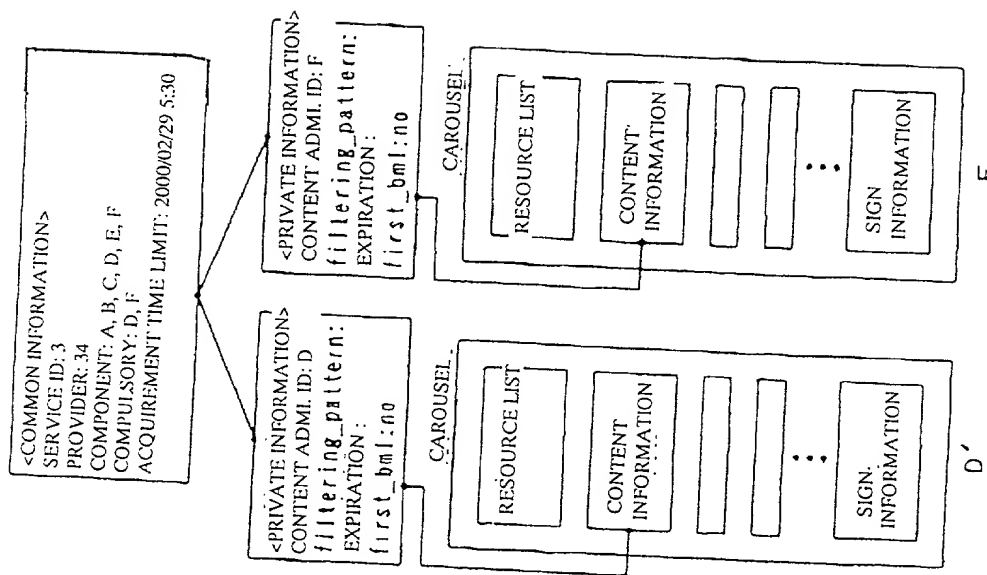 <COMMON INFORMATION>
SERVICE ID: 3
PROVIDER: 34
COMPONENT: A, B, C, D, E, F
COMPULSORY: D, F
ACQUIREMENT TIME LIMIT: 2000/02/29 5:30
<PRIVATE INFORMATION>
CONTENT ADMI. ID: D
filtering_pattern:
EXPIRATION :
first_bml:no
CAROUSEL
RESOURCE LIST
CONTENT
INFORMATION
SIGN
INFORMATION
D'
<PRIVATE INFORMATION>
CONTENT ADMI. ID: F
filtering_pattern:
EXPIRATION :
first_bml:no
CAROUSEL
RESOURCE LIST
CONTENT
INFORMATION
SIGN
INFORMATION